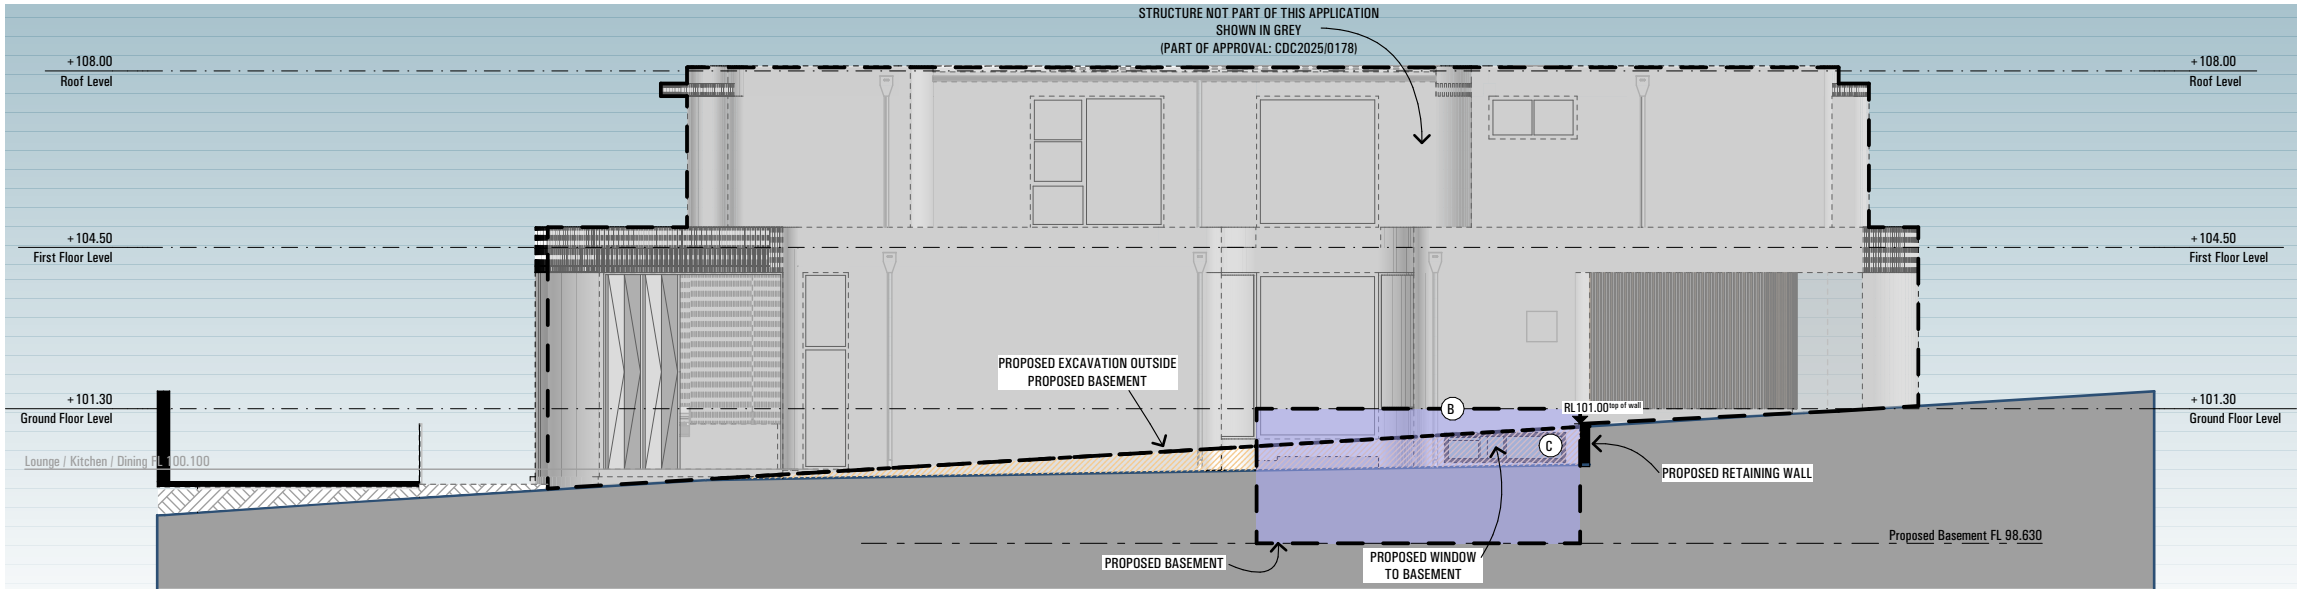 STRUCTURE NOT PART OF THIS APPLICATION
SHOWN IN GREY
(PART OF APPROVAL: CDC2025/0178)
+108.00
Roof Level
+108.00
Roof Level
+104.50
First Floor Level
+104.50
First Floor Level
PROPOSED EXCAVATION OUTSIDE
PROPOSED BASEMENT
+101.30
Ground Floor Level
B
RL101.00 top of wall
+101.30
Ground Floor Level
C
Lounge / Kitchen / Dining FL 100.100
PROPOSED RETAINING WALL
Proposed Basement FL 98.630
PROPOSED BASEMENT
PROPOSED WINDOW
TO BASEMENT